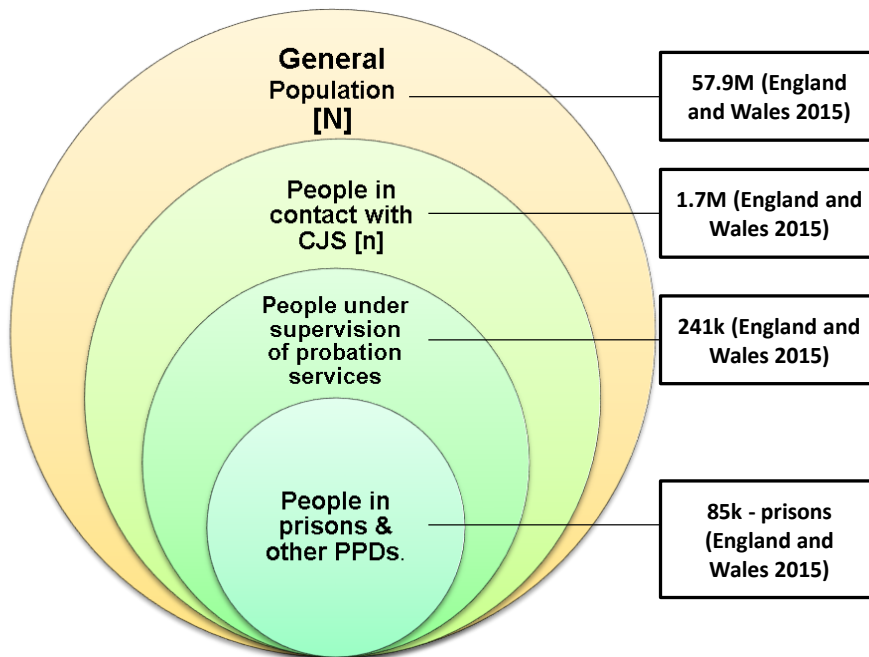 General
Population
[N]
57.9M (England
and Wales 2015)
People in
contact with
CJS [n]
1.7M (England and
Wales 2015)
People under
supervision
of probation
services
241k (England and
Wales 2015)
People in
prisons &
other PPDs.
85k - prisons
(England and
Wales 2015)